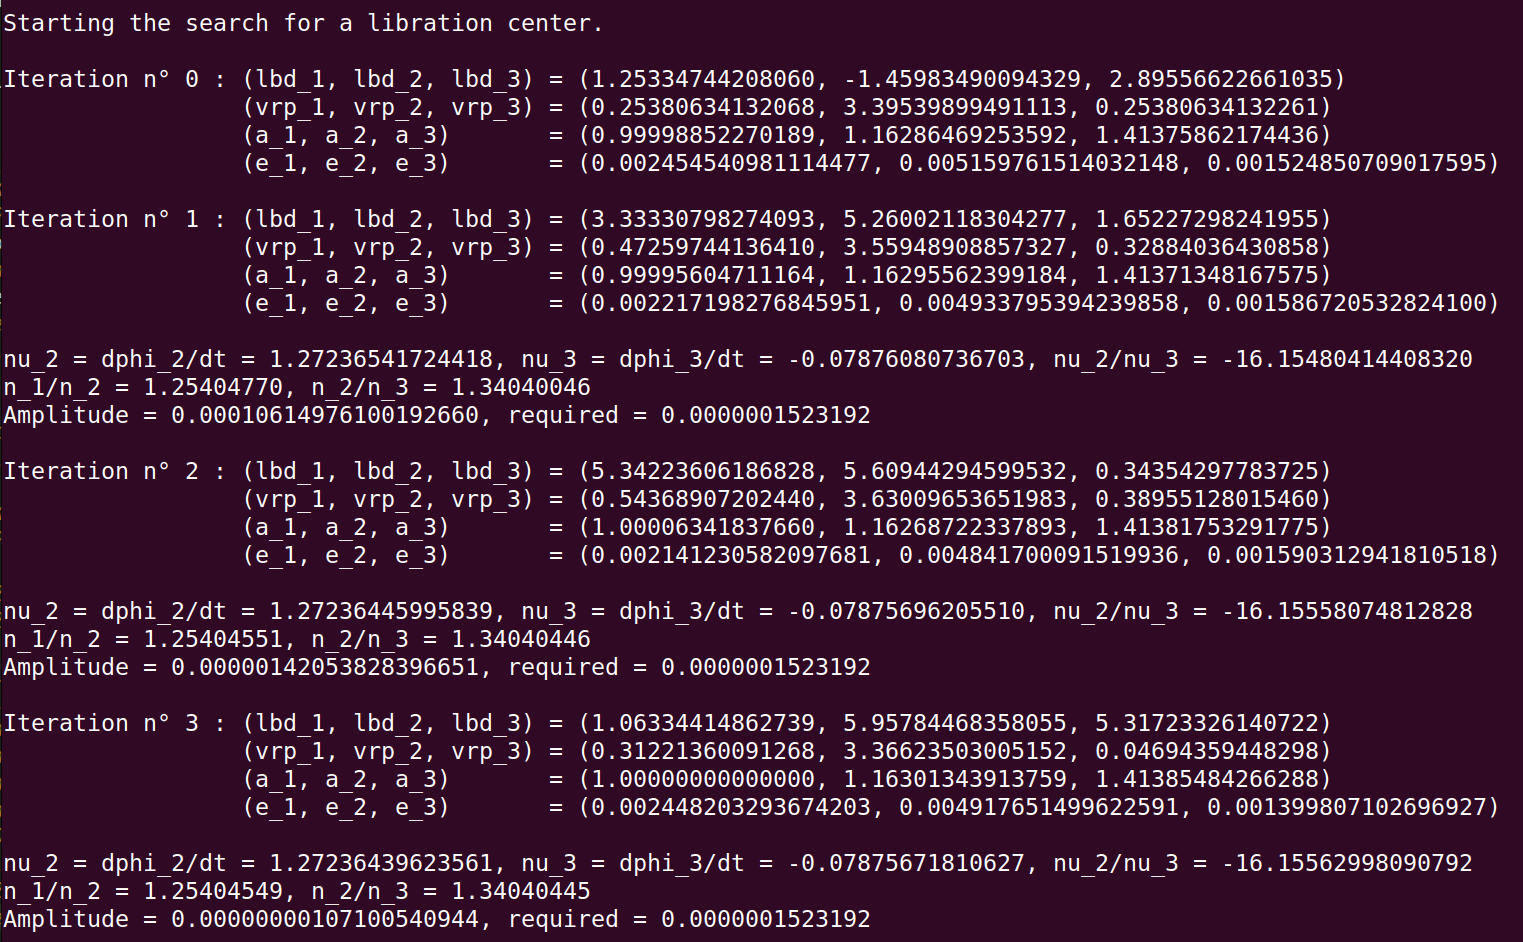 Starting the search for a libration center.
Iteration n° 0 : (lbd_1, lbd_2, lbd_3) = (1.25334744208060, -1.45983490094329, 2.89556622661035)
(vrp_1, vrp_2, vrp_3) = (0.25380634132068, 3.39539899491113, 0.25380634132261)
(a_1, a_2, a_3) = (0.99998852270189, 1.16286469253592, 1.41375862174436)
(e_1, e_2, e_3) = (0.002454540981114477, 0.005159761514032148, 0.001524850709017595)
Iteration n° 1 : (lbd_1, lbd_2, lbd_3) = (3.33330798274093, 5.26002118304277, 1.65227298241955)
(vrp_1, vrp_2, vrp_3) = (0.47259744136410, 3.55948908857327, 0.32884036430858)
(a_1, a_2, a_3) = (0.99995604711164, 1.16295562399184, 1.41371348167575)
(e_1, e_2, e_3) = (0.002217198276845951, 0.004933795394239858, 0.001586720532824100)
nu_2 = dphi_2/dt = 1.27236541724418, nu_3 = dphi_3/dt = -0.07876080736703, nu_2/nu_3 = -16.15480414408320
n_1/n_2 = 1.25404770, n_2/n_3 = 1.34040046
Amplitude = 0.00010614976100192660, required = 0.0000001523192
Iteration n° 2 : (lbd_1, lbd_2, lbd_3) = (5.34223606186828, 5.60944294599532, 0.34354297783725)
(vrp_1, vrp_2, vrp_3) = (0.54368907202440, 3.63009653651983, 0.38955128015460)
(a_1, a_2, a_3) = (1.00006341837660, 1.16268722337893, 1.41381753291775)
(e_1, e_2, e_3) = (0.002141230582097681, 0.004841700091519936, 0.001590312941810518)
nu_2 = dphi_2/dt = 1.27236445995839, nu_3 = dphi_3/dt = -0.07875696205510, nu_2/nu_3 = -16.15558074812828
n_1/n_2 = 1.25404551, n_2/n_3 = 1.34040446
Amplitude = 0.00000142053828396651, required = 0.0000001523192
Iteration n° 3 : (lbd_1, lbd_2, lbd_3) = (1.06334414862739, 5.95784468358055, 5.31723326140722)
(vrp_1, vrp_2, vrp_3) = (0.31221360091268, 3.36623503005152, 0.04694359448298)
(a_1, a_2, a_3) = (1.00000000000000, 1.16301343913759, 1.41385484266288)
(e_1, e_2, e_3) = (0.002448203293674203, 0.004917651499622591, 0.001399807102696927)
nu_2 = dphi_2/dt = 1.27236439623561, nu_3 = dphi_3/dt = -0.07875671810627, nu_2/nu_3 = -16.15562998090792
n_1/n_2 = 1.25404549, n_2/n_3 = 1.34040445
Amplitude = 0.00000000107100540944, required = 0.0000001523192